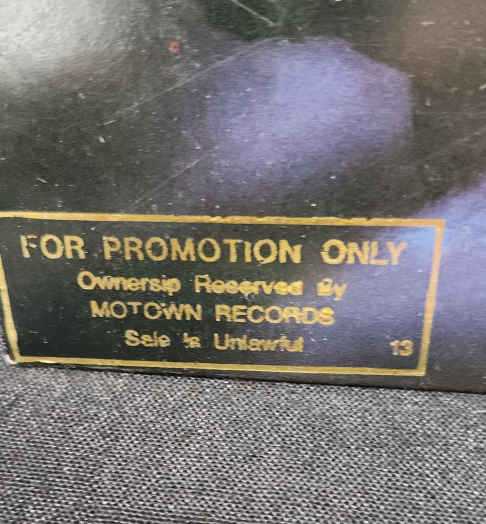 FOR PROMOTION ONLY
Ownersip Reserved By
MOTOWN RECORDS
Sale Is Unlawful
13